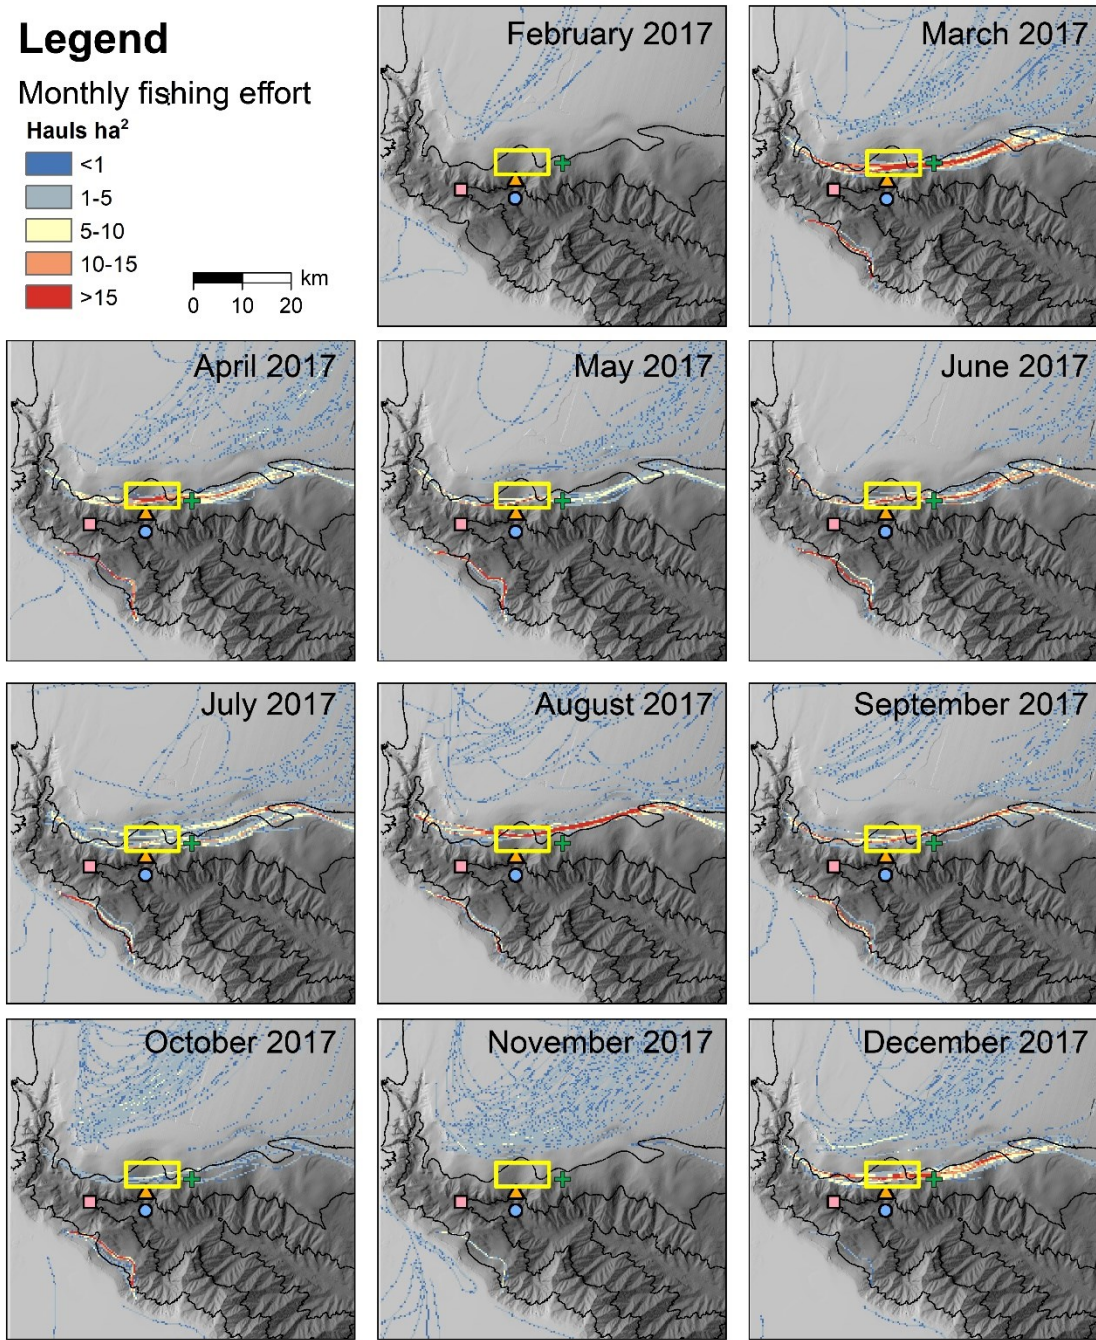 Legend
Monthly fishing effort
Hauls ha²
<1
1-5
5-10
10-15
>15
km
0 10 20
February 2017
March 2017
April 2017
May 2017
June 2017
July 2017
August 2017
September 2017
October 2017
November 2017
December 2017